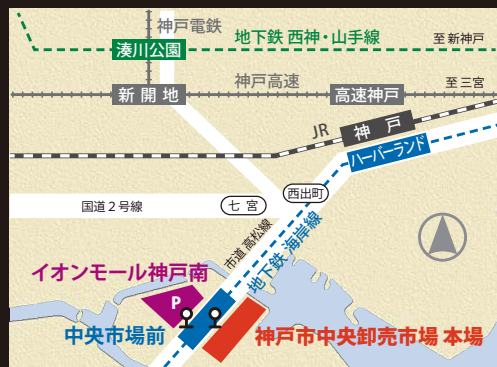 神戸電鉄
地下鉄 西神・山手線
至 新神戸
湊川公園
神戸高速
至 三宮
新開地
高速神戸
JR
神戸
ハーバーランド
国道2号線
七宮
西出町
市道高松線
地下鉄 海岸線
イオンモール神戸南
P
中央市場前
神戸市中央卸売市場 本場